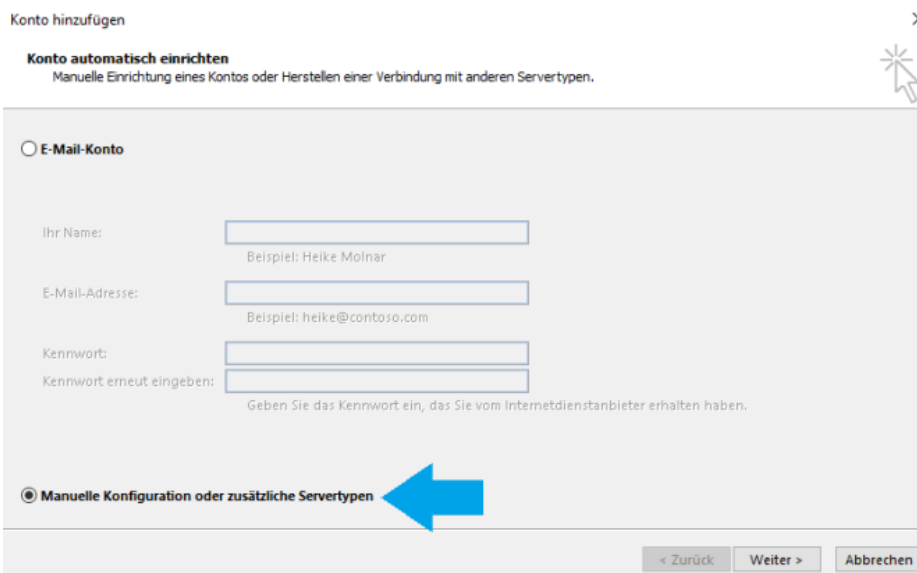 Konto hinzufügen
Konto automatisch einrichten
Manuelle Einrichtung eines Kontos oder Herstellen einer Verbindung mit anderen Servertypen.
E-Mail-Konto
Ihr Name:
Beispiel: Heike Molnar
E-Mail-Adresse:
Beispiel: heike@contoso.com
Kennwort:
Kennwort erneut eingeben:
Geben Sie das Kennwort ein, das Sie vom Internetdienstanbieter erhalten haben.
Manuelle Konfiguration oder zusätzliche Servertypen
< Zurück Weiter > Abbrechen